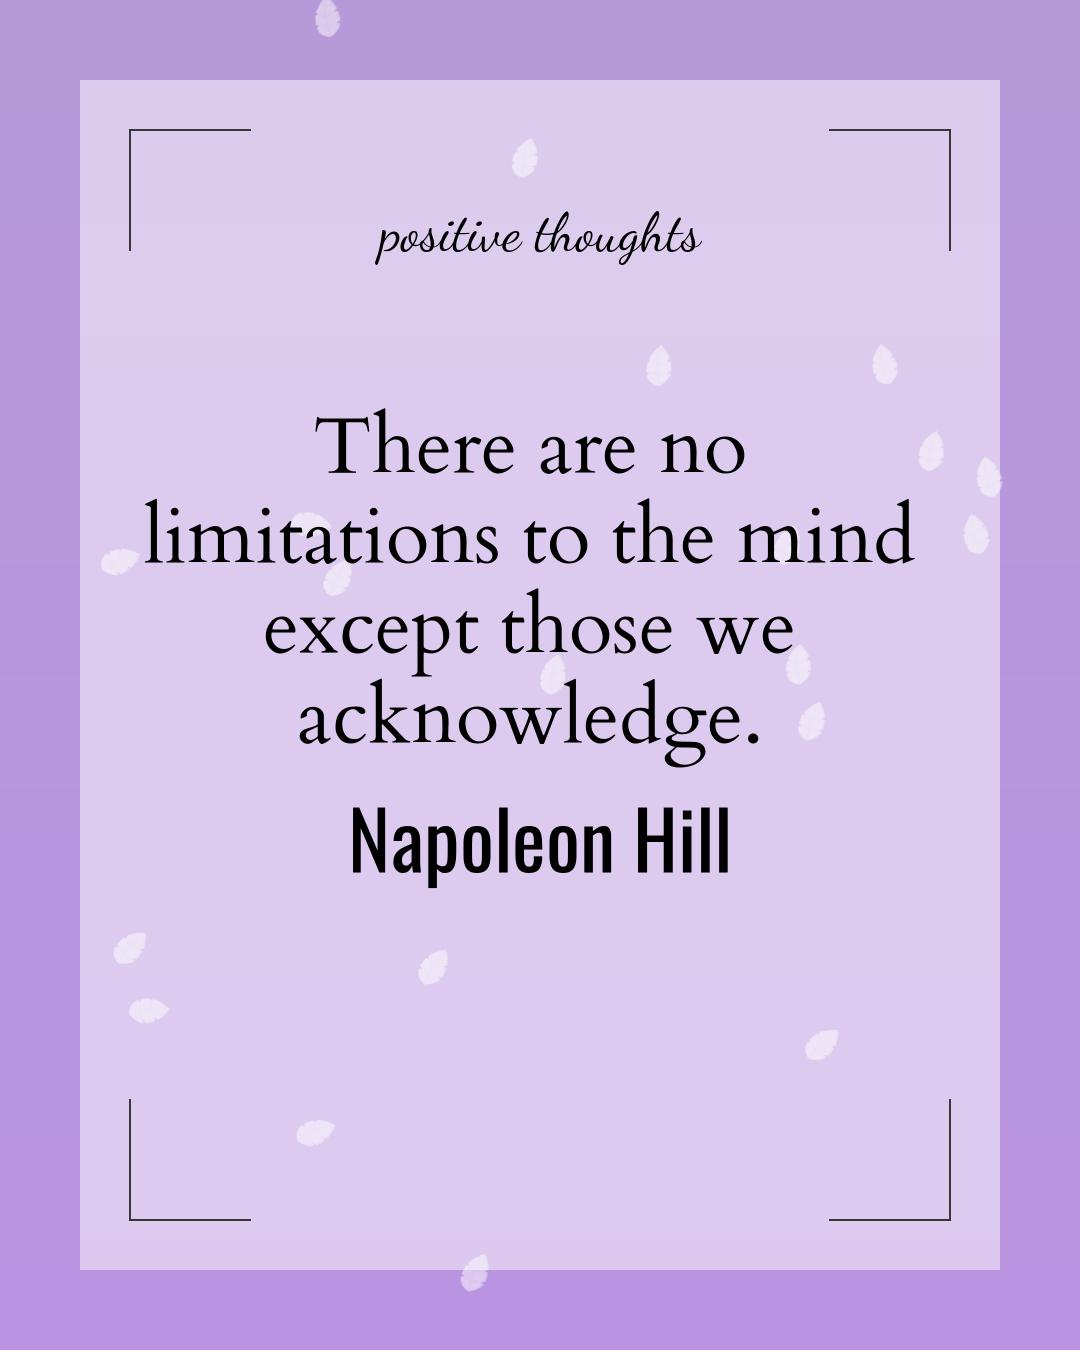 positive thoughts
There are no
limitations to the mind
except those we
acknowledge.
Napoleon Hill